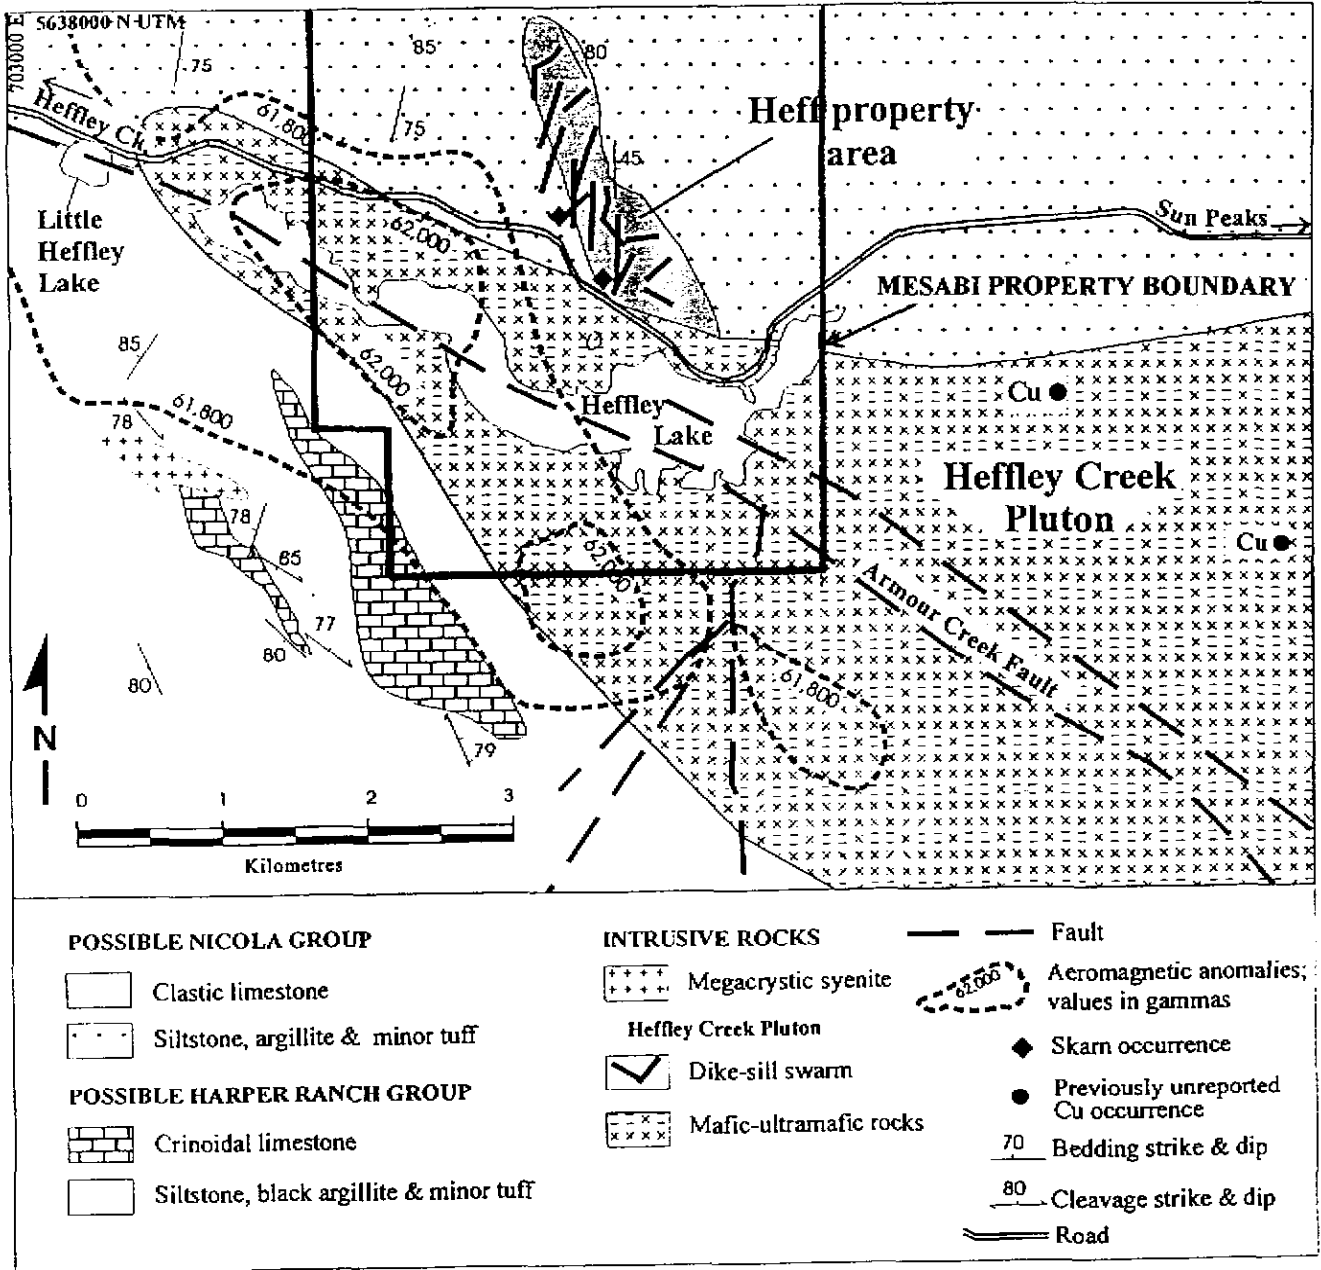 5638000 N-UTM
703000 E
75
85
80
Heffley Ck.
61,800
75
Heff property
area
45
Little
Heffley
Lake
62,000
Sun Peaks
MESABI PROPERTY BOUNDARY
85
62,000
78
61,800
Cu
Heffley
Lake
Heffley Creek
Pluton
78
85
Cu
62,000
Armour Creek Fault
77
80
80
61,800
79
N
0 1 2 3
Kilometres
POSSIBLE NICOLA GROUP
Clastic limestone
Siltstone, argillite & minor tuff
POSSIBLE HARPER RANCH GROUP
Crinoidal limestone
Siltstone, black argillite & minor tuff
INTRUSIVE ROCKS
Megacrystic syenite
Heffley Creek Pluton
Dike-sill swarm
Mafic-ultramafic rocks
Fault
62,000
Aeromagnetic anomalies;
values in gammas
Skarn occurrence
Previously unreported
Cu occurrence
70
Bedding strike & dip
80
Cleavage strike & dip
Road